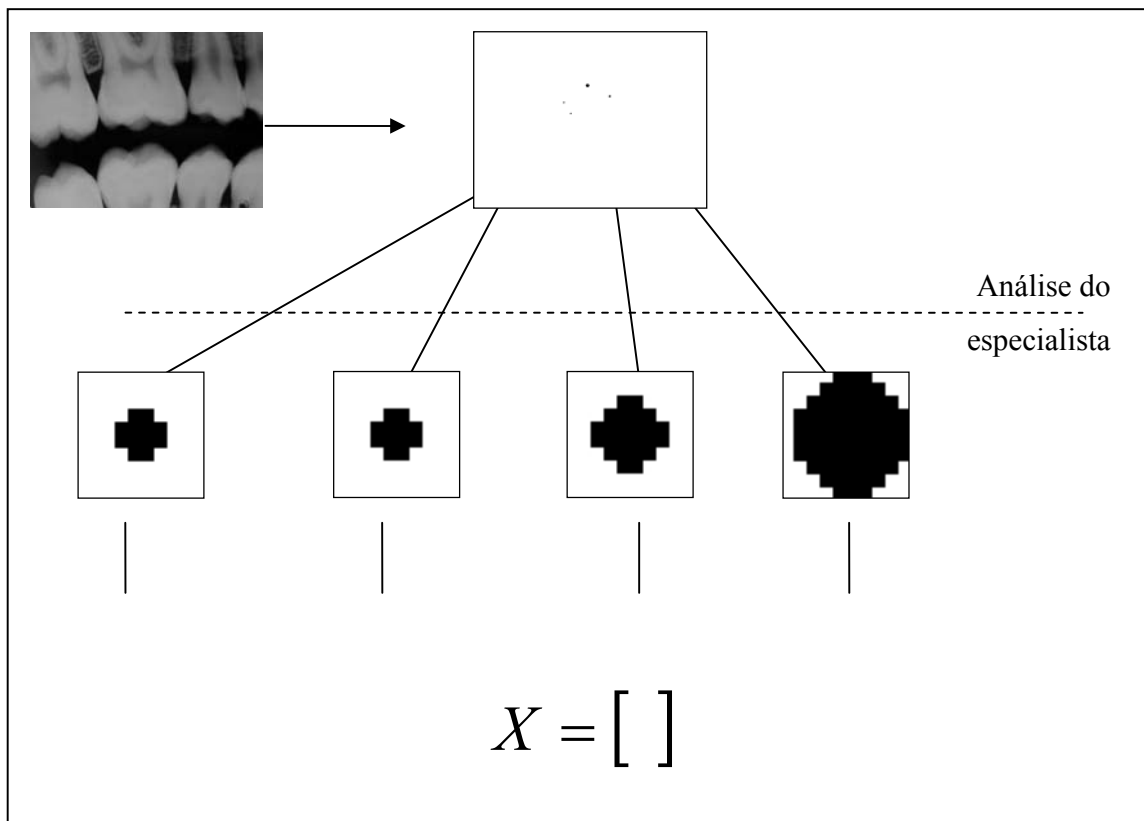 Análise do
especialista
X = [ ]